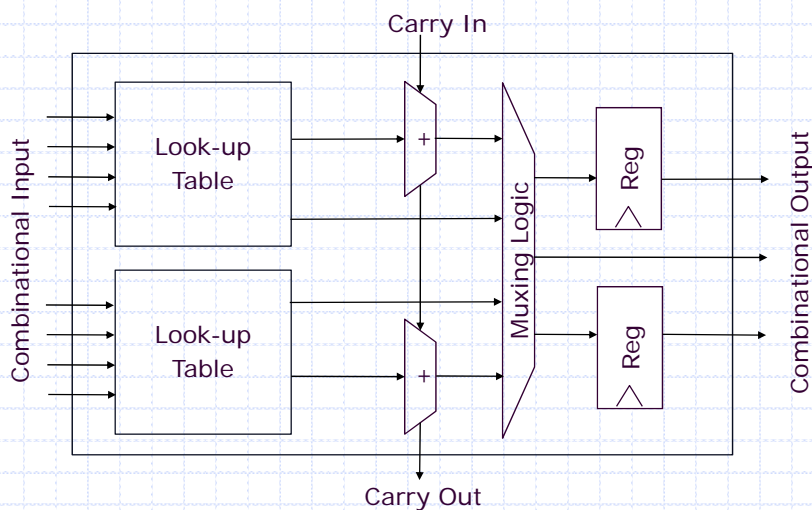 Carry In
Combinational Input
Look-up
Table
+
Muxing Logic
Reg
Combinational Output
Look-up
Table
+
Reg
Carry Out